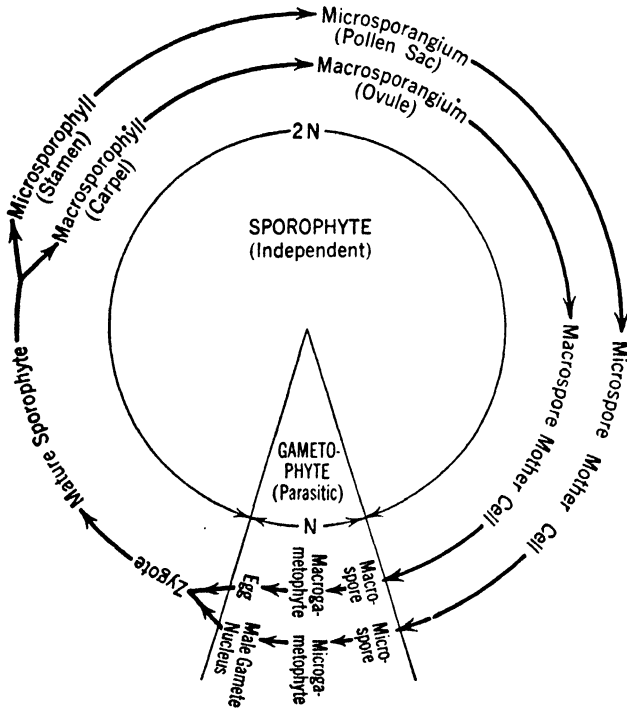 Microsporangium
(Pollen Sac)
Macrosporangium
(Ovule)
Microsporophyll
(Stamen)
Macrosporophyll
(Carpel)
2N
SPOROPHYTE
(Independent)
Macrospore Mother Cell
Microspore Mother Cell
Mature Sporophyte
GAMETO-
PHYTE
(Parasitic)
N
Zygote
Egg
Macroga-
metophyte
Macro-
spore
Male Gamete
Nucleus
Microga-
metophyte
Micro-
spore